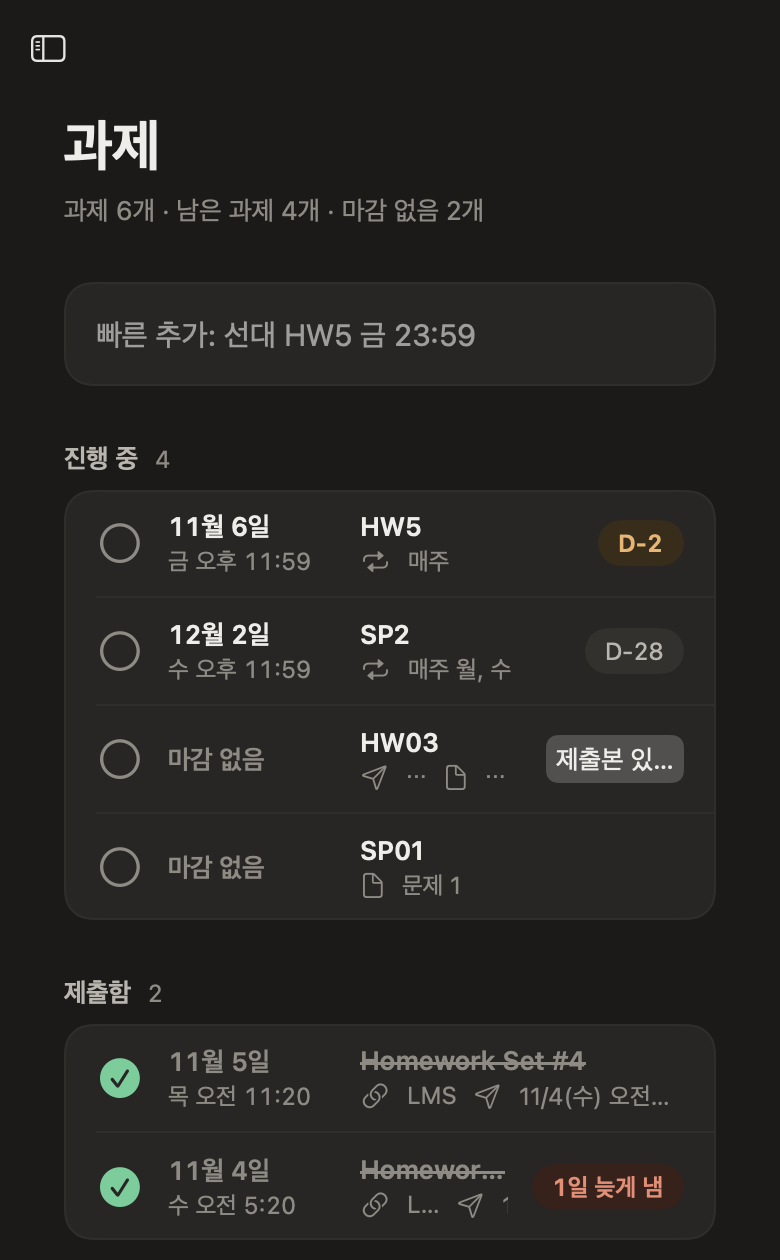 과제
과제 6개 · 남은 과제 4개 · 마감 없음 2개
빠른 추가: 선대 HW5 금 23:59
진행 중 4
11월 6일 HW5
금 오후 11:59 매주
D-2
12월 2일 SP2
수 오후 11:59 매주 월, 수
D-28
마감 없음 HW03
... ...
제출본 있...
마감 없음 SP01
문제 1
제출함 2
11월 5일 Homework Set #4
목 오전 11:20 LMS 11/4(수) 오전...
11월 4일 Homewor...
수 오전 5:20 L...
1일 늦게 냄